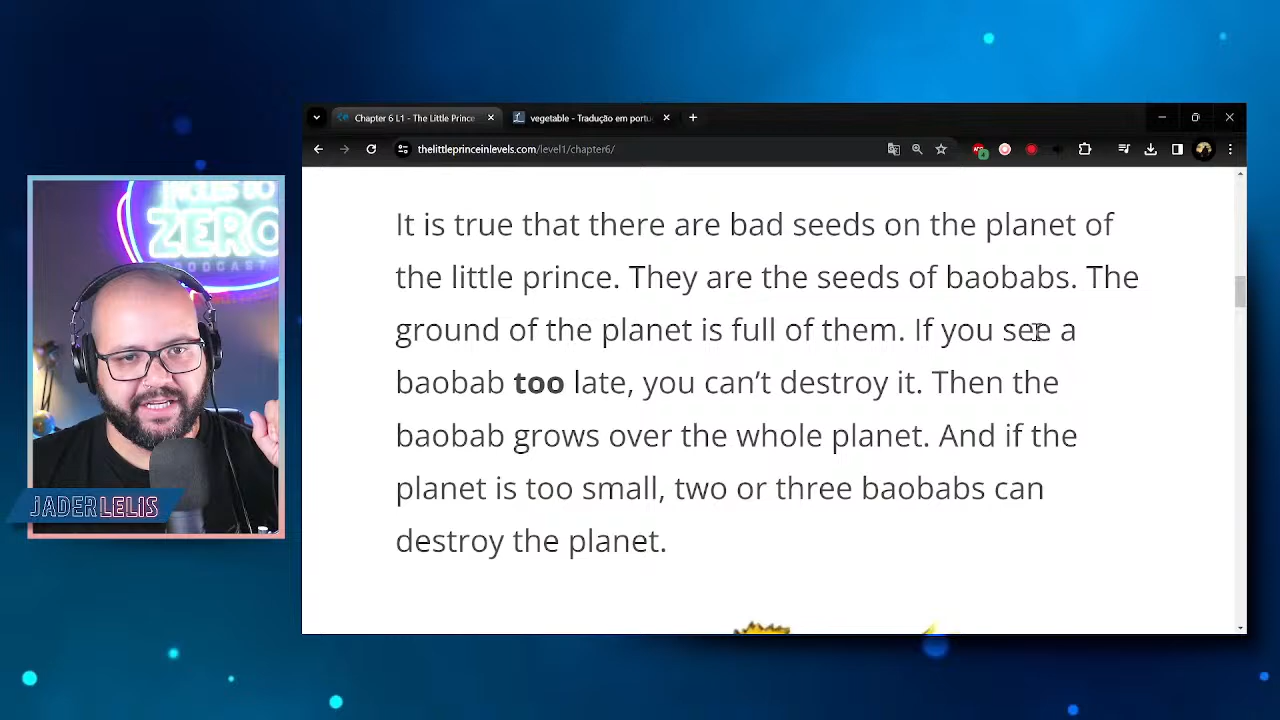 ZERO
PODCAST
JADERLELIS
Chapter 6 L1 - The Little Prince
vegetable - Tradução em portu
thelittleprinceinlevels.com/level1/chapter6/
4
It is true that there are bad seeds on the planet of
the little prince. They are the seeds of baobabs. The
ground of the planet is full of them. If you see a
baobab too late, you can’t destroy it. Then the
baobab grows over the whole planet. And if the
planet is too small, two or three baobabs can
destroy the planet.